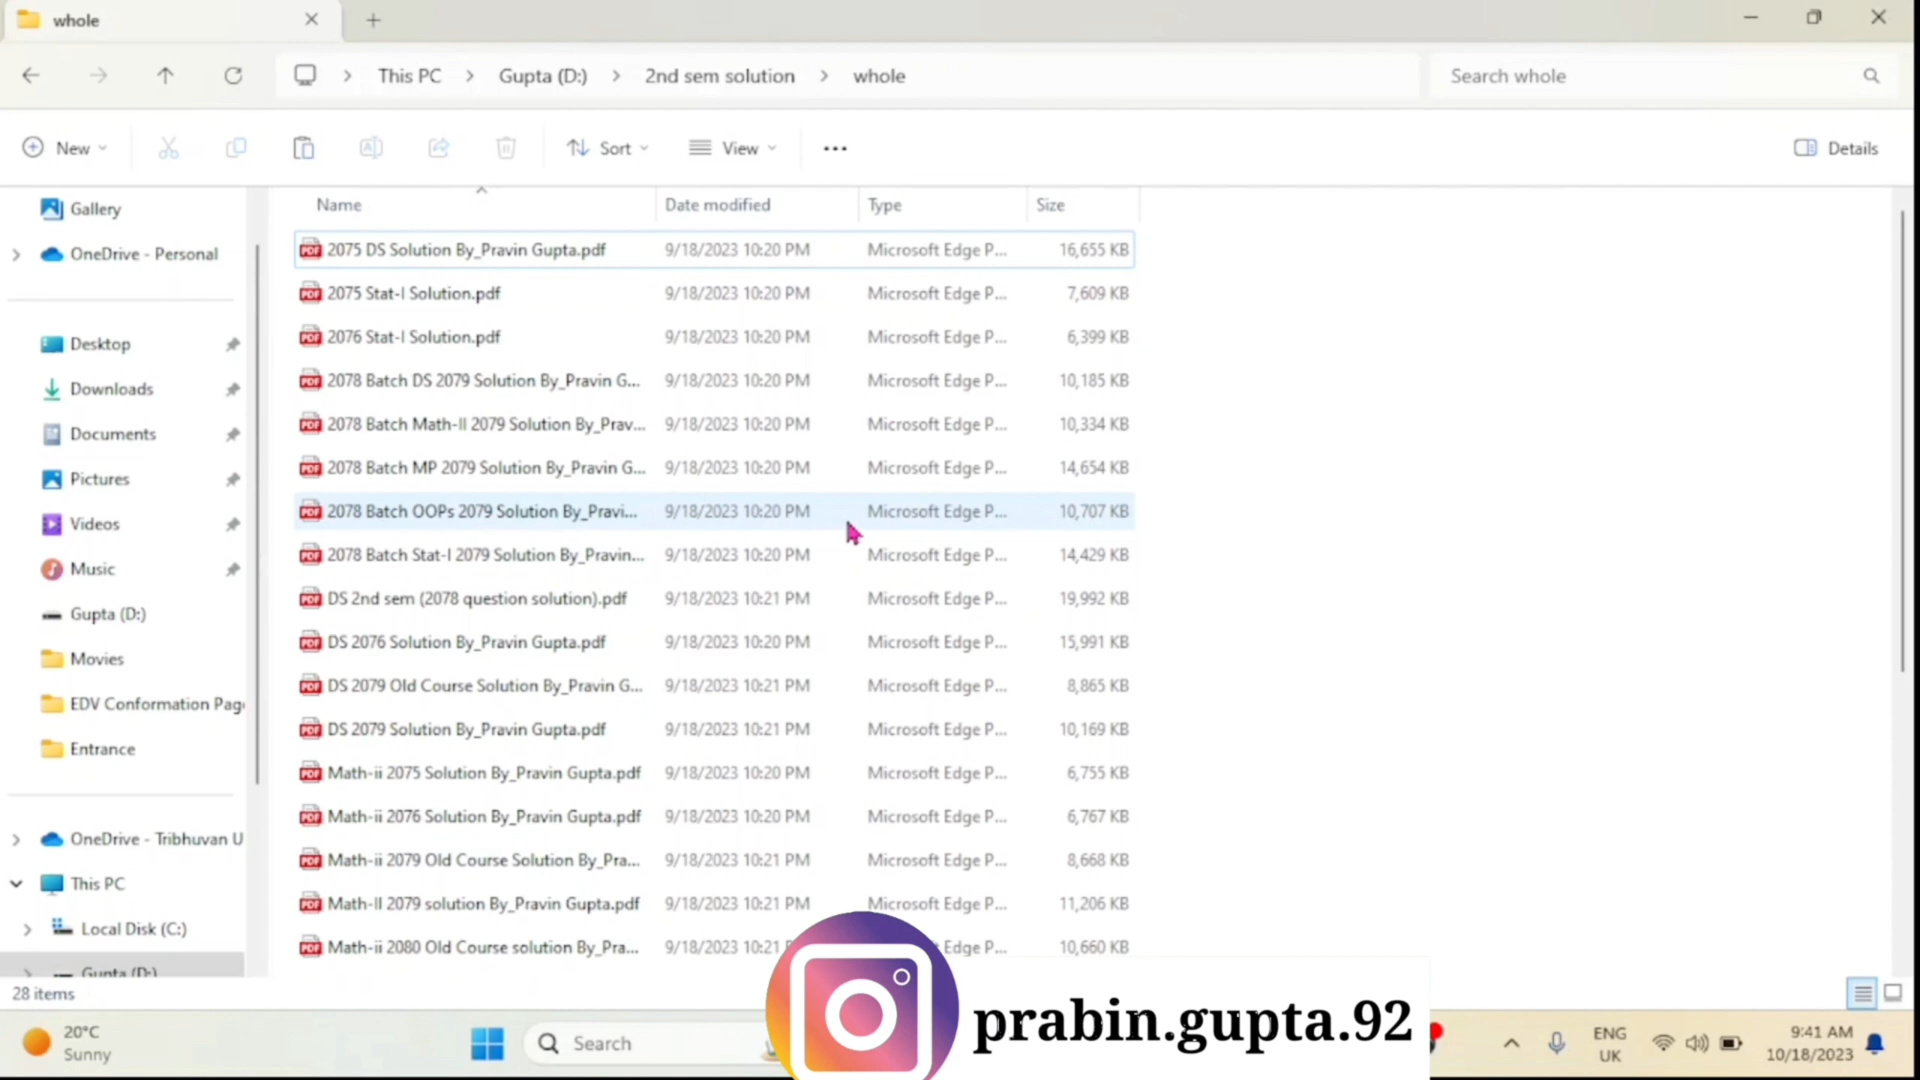 whole
This PC > Gupta (D:) > 2nd sem solution > whole
Search whole
New
Sort
View
Details
Gallery
OneDrive - Personal
Desktop
Downloads
Documents
Pictures
Videos
Music
Gupta (D:)
Movies
EDV Conformation Page
Entrance
OneDrive - Tribhuvan U
This PC
Local Disk (C:)
Gupta (D:)
Name Date modified Type Size
2075 DS Solution By_Pravin Gupta.pdf 9/18/2023 10:20 PM Microsoft Edge P... 16,655 KB
2075 Stat-I Solution.pdf 9/18/2023 10:20 PM Microsoft Edge P... 7,609 KB
2076 Stat-I Solution.pdf 9/18/2023 10:20 PM Microsoft Edge P... 6,399 KB
2078 Batch DS 2079 Solution By_Pravin G... 9/18/2023 10:20 PM Microsoft Edge P... 10,185 KB
2078 Batch Math-II 2079 Solution By_Prav... 9/18/2023 10:20 PM Microsoft Edge P... 10,334 KB
2078 Batch MP 2079 Solution By_Pravin G... 9/18/2023 10:20 PM Microsoft Edge P... 14,654 KB
2078 Batch OOPs 2079 Solution By_Pravi... 9/18/2023 10:20 PM Microsoft Edge P... 10,707 KB
2078 Batch Stat-I 2079 Solution By_Pravin... 9/18/2023 10:20 PM Microsoft Edge P... 14,429 KB
DS 2nd sem (2078 question solution).pdf 9/18/2023 10:21 PM Microsoft Edge P... 19,992 KB
DS 2076 Solution By_Pravin Gupta.pdf 9/18/2023 10:20 PM Microsoft Edge P... 15,991 KB
DS 2079 Old Course Solution By_Pravin G... 9/18/2023 10:21 PM Microsoft Edge P... 8,865 KB
DS 2079 Solution By_Pravin Gupta.pdf 9/18/2023 10:21 PM Microsoft Edge P... 10,169 KB
Math-ii 2075 Solution By_Pravin Gupta.pdf 9/18/2023 10:20 PM Microsoft Edge P... 6,755 KB
Math-ii 2076 Solution By_Pravin Gupta.pdf 9/18/2023 10:20 PM Microsoft Edge P... 6,767 KB
Math-ii 2079 Old Course Solution By_Pra... 9/18/2023 10:21 PM Microsoft Edge P... 8,668 KB
Math-II 2079 solution By_Pravin Gupta.pdf 9/18/2023 10:21 PM Microsoft Edge P... 11,206 KB
Math-ii 2080 Old Course solution By_Pra... 9/18/2023 10:21 Microsoft Edge P... 10,660 KB
28 items
prabin.gupta.92
20°C
Sunny
Search
ENG
UK
9:41 AM
10/18/2023